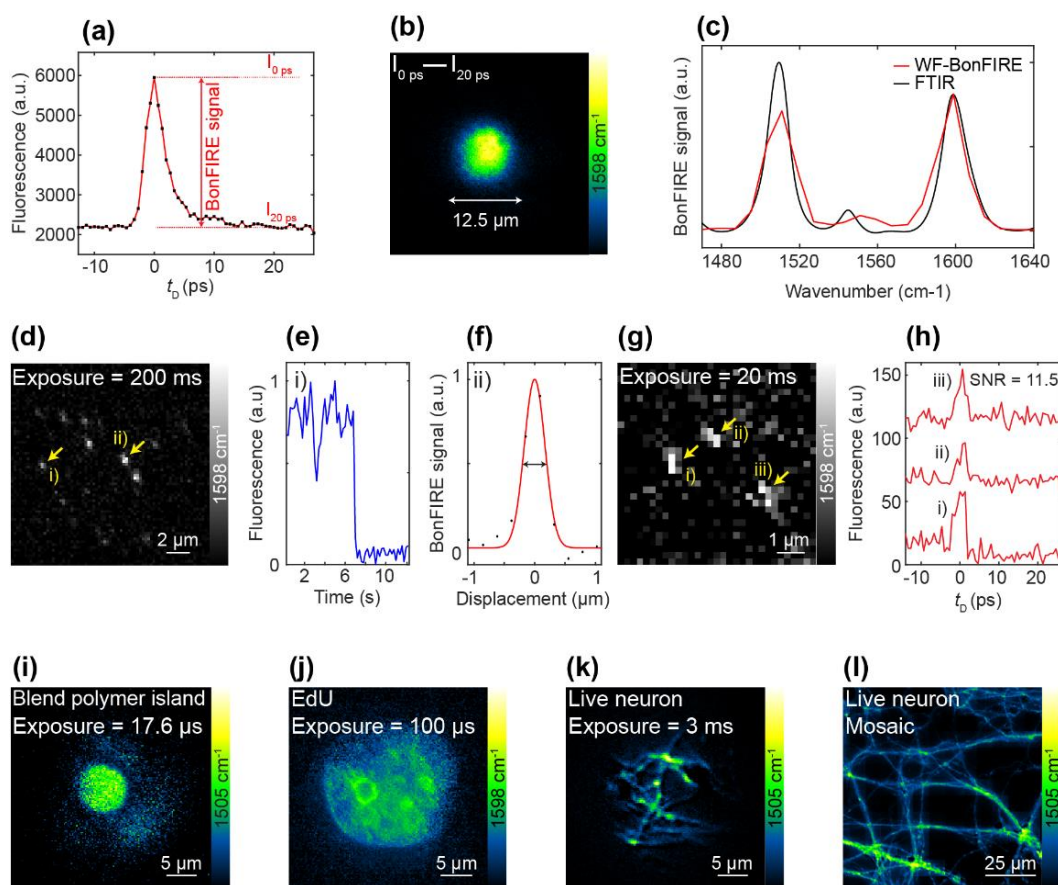 (a)
Fluorescence (a.u.)
6000
5000
4000
3000
2000
I0 ps
BonFIRE signal
I20 ps
-10 0 10 20
tD (ps)
(b)
I0 ps — I20 ps
12.5 µm
1598 cm-1
(c)
BonFIRE signal
WF-BonFIRE
FTIR
1480 1520 1560 1600 1640
Wavenumber (cm-1)
(d)
Exposure = 200 ms
i)
ii)
2 µm
1598 cm-1
(e)
Fluorescence (a.u)
1
0
i)
2 6 8 12
Time (s)
(f)
BonFIRE signal
1
0
ii)
-1 0 1
Displacement (µm)
(g)
Exposure = 20 ms
i)
ii)
iii)
1 µm
1598 cm-1
(h)
Fluorescence (a.u.)
150
100
50
0
iii)
SNR = 11.5
ii)
i)
-10 0 10 20
tD (ps)
(i)
Blend polymer island
Exposure = 17.6 µs
5 µm
1505 cm-1
(j)
EdU
Exposure = 100 µs
5 µm
1598 cm-1
(k)
Live neuron
Exposure = 3 ms
5 µm
1505 cm-1
(l)
Live neuron
Mosaic
25 µm
1505 cm-1